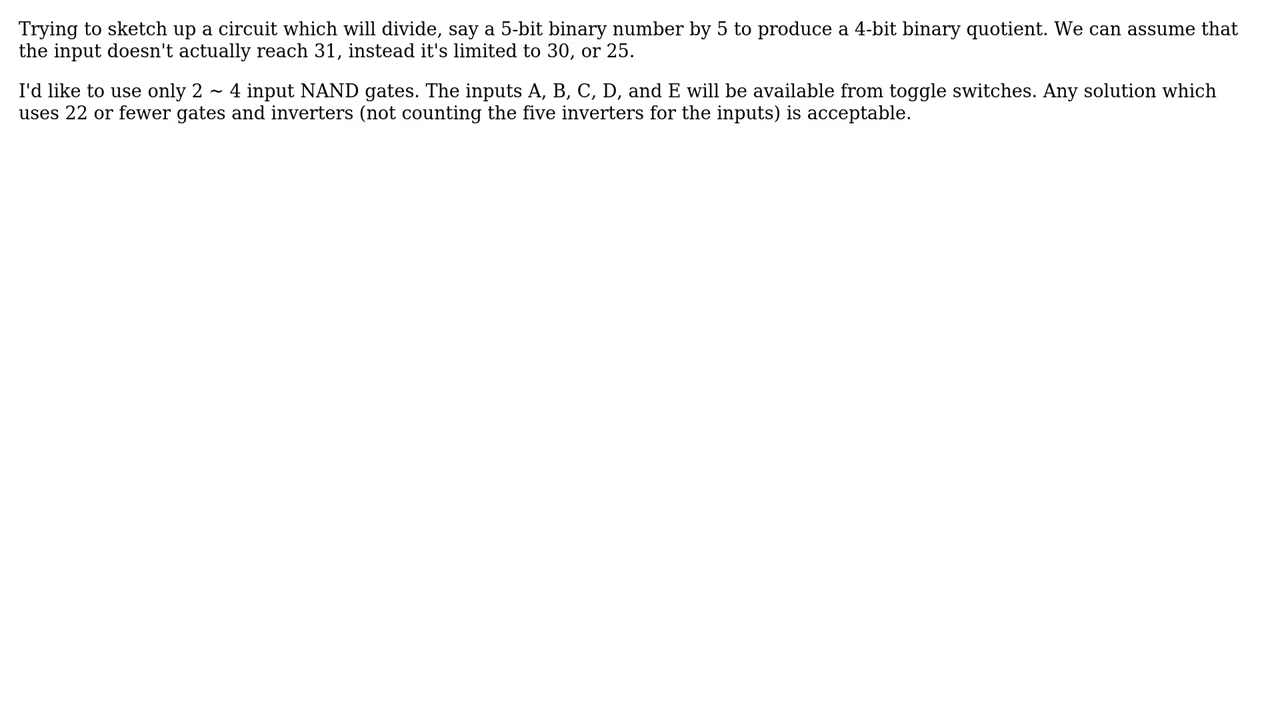 Trying to sketch up a circuit which will divide, say a 5-bit binary number by 5 to produce a 4-bit binary quotient. We can assume that
the input doesn't actually reach 31, instead it's limited to 30, or 25.
I'd like to use only 2 ~ 4 input NAND gates. The inputs A, B, C, D, and E will be available from toggle switches. Any solution which
uses 22 or fewer gates and inverters (not counting the five inverters for the inputs) is acceptable.